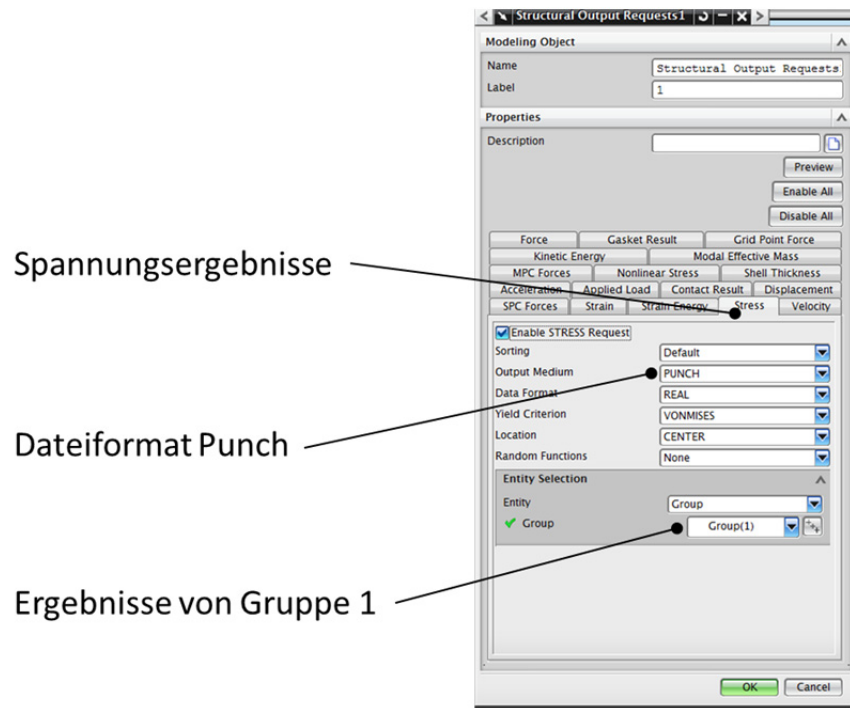 Structural Output Requests1
Modeling Object
Name
Structural Output Requests
Label
1
Properties
Description
Preview
Enable All
Disable All
Force Gasket Result Grid Point Force
Kinetic Energy Modal Effective Mass
MPC Forces Nonlinear Stress Shell Thickness
Acceleration Applied Load Contact Result Displacement
SPC Forces Strain Strain Energy Stress Velocity
Spannungsergebnisse
Enable STRESS Request
Sorting Default
Output Medium PUNCH
Data Format REAL
Yield Criterion VONMISES
Dateiformat Punch
Location CENTER
Random Functions None
Entity Selection
Entity Group
Group Group(1)
Ergebnisse von Gruppe 1
OK Cancel